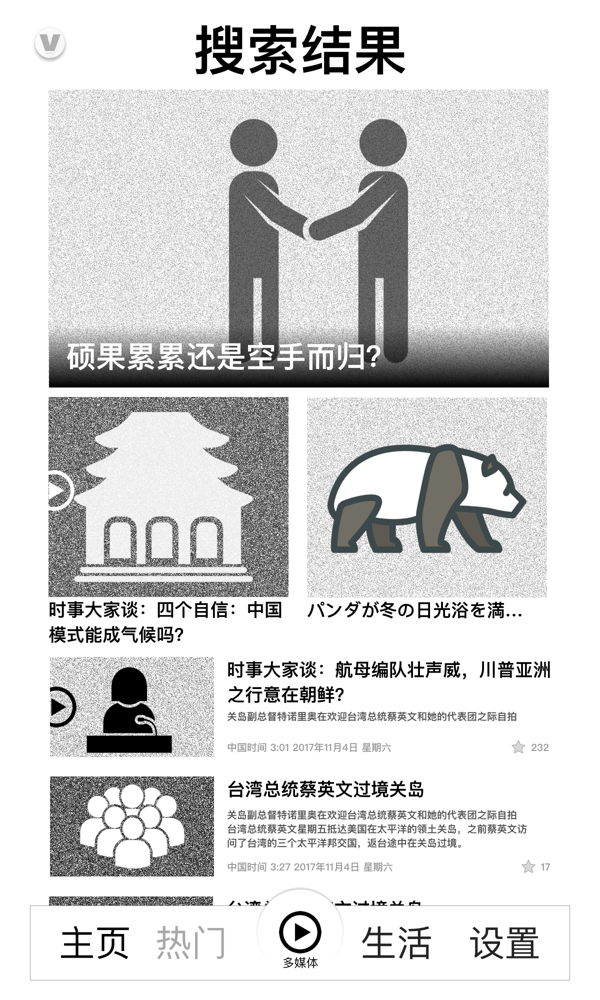 V
搜索结果
硕果累累还是空手而归?
时事大家谈：四个自信：中国
模式能成气候吗?
パンダが冬の日光浴を満...
时事大家谈：航母编队壮声威，川普亚洲
之行意在朝鲜?
关岛副总督特诺里奥在欢迎台湾总统蔡英文和她的代表团之际自拍
中国时间 3:01 2017年11月4日 星期六
232
台湾总统蔡英文过境关岛
关岛副总督特诺里奥在欢迎台湾总统蔡英文和她的代表团之际自拍
台湾总统蔡英文星期五抵达美国在太平洋的领土关岛，之前蔡英文访
问了台湾的三个太平洋邦交国，返台途中在关岛过境。
中国时间 3:27 2017年11月4日 星期六
17
主页
热门
多媒体
生活
设置